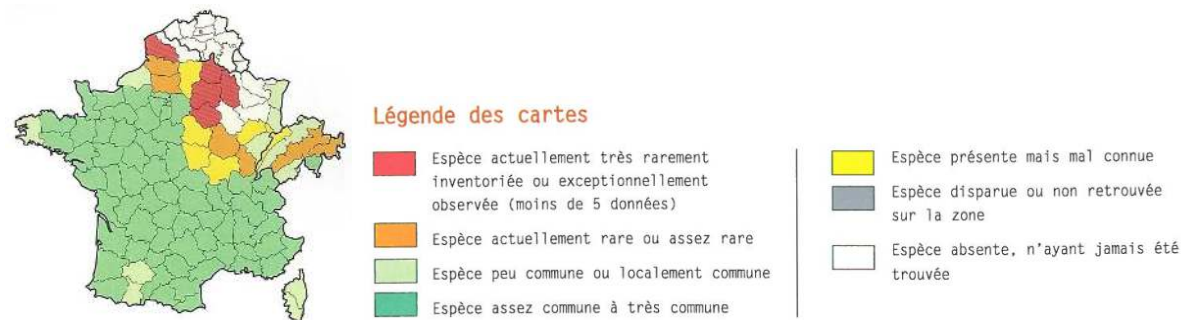 Légende des cartes
Espèce actuellement très rarement
inventoriée ou exceptionnellement
observée (moins de 5 données)
Espèce actuellement rare ou assez rare
Espèce peu commune ou localement commune
Espèce assez commune à très commune
Espèce présente mais mal connue
Espèce disparue ou non retrouvée
sur la zone
Espèce absente, n'ayant jamais été
trouvée